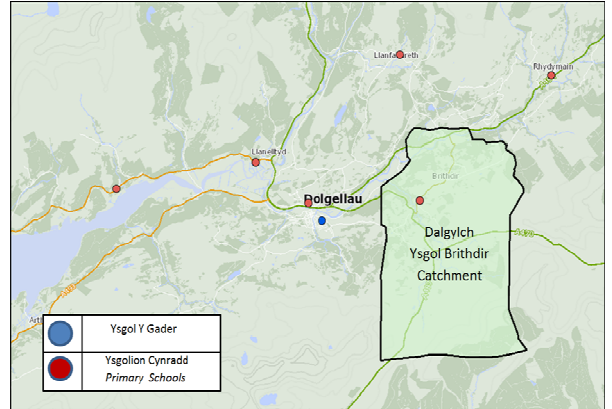 Llanfachreth
Rhydymain
Llanelltyd
Brithdir
Dolgellau
Dalgylch
Ysgol Brithdir
Catchment
Ysgol Y Gader
Ysgolion Cynradd
Primary Schools